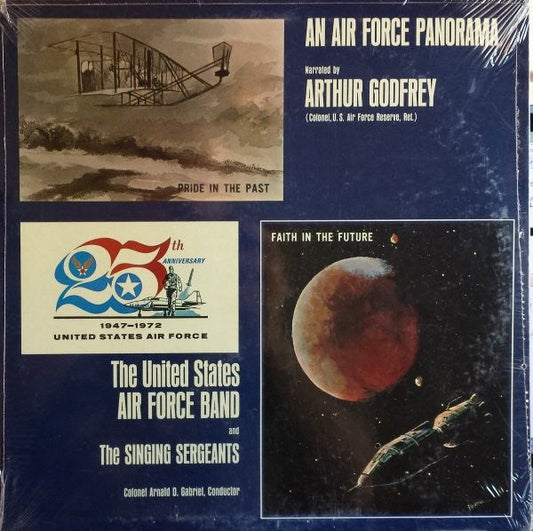 AN AIR FORCE PANORAMA
Narrated by
ARTHUR GODFREY
(Colonel, U.S. Air Force Reserve, Ret.)
PRIDE IN THE PAST
25th
ANNIVERSARY
1947–1972
UNITED STATES AIR FORCE
FAITH IN THE FUTURE
The United States
AIR FORCE BAND
and
The SINGING SERGEANTS
Colonel Arnald D. Gabriel, Conductor